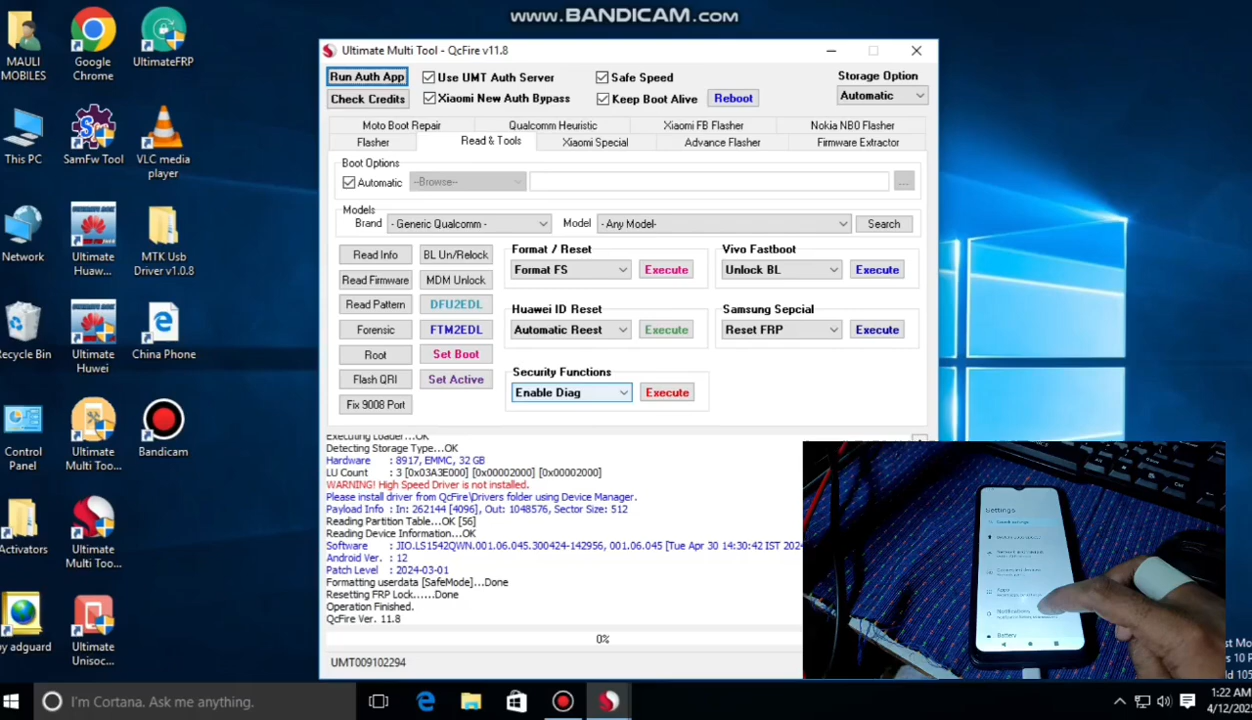 www.BANDICAM.com
MAULI MOBILES
Google Chrome
UltimateFRP
This PC
SamFw Tool
VLC media player
Network
Ultimate Huaw...
MTK Usb Driver v1.0.8
Recycle Bin
Ultimate Huwei
China Phone
Control Panel
Ultimate Multi Too...
Bandicam
Activators
Ultimate Multi Too...
by adguard
Ultimate Unisoc...
Ultimate Multi Tool - QcFire v11.8
Run Auth App
Use UMT Auth Server
Safe Speed
Storage Option
Check Credits
Xiaomi New Auth Bypass
Keep Boot Alive
Reboot
Automatic
Moto Boot Repair
Qualcomm Heuristic
Xiaomi FB Flasher
Nokia NB0 Flasher
Flasher
Read & Tools
Xiaomi Special
Advance Flasher
Firmware Extractor
Boot Options
Automatic
--Browse--
...
Models
Brand
- Generic Qualcomm -
Model
- Any Model-
Search
Read Info
BL Un/Relock
Read Firmware
MDM Unlock
Read Pattern
DFU2EDL
Forensic
FTM2EDL
Root
Set Boot
Flash QRI
Set Active
Fix 9008 Port
Format / Reset
Format FS
Execute
Vivo Fastboot
Unlock BL
Execute
Huawei ID Reset
Automatic Reest
Execute
Samsung Sepcial
Reset FRP
Execute
Security Functions
Enable Diag
Execute
Executing Loader...OK
Detecting Storage Type...OK
Hardware : 8917, EMMC, 32 GB
LU Count : 3 [0x03A3E000] [0x00002000] [0x00002000]
WARNING! High Speed Driver is not installed.
Please install driver from QcFire\Drivers folder using Device Manager.
Payload Info : In: 262144 [4096], Out: 1048576, Sector Size: 512
Reading Partition Table...OK [56]
Reading Device Information...OK
Software : JIO.LS1542QWN.001.06.045.300424-142956, 001.06.045 [Tue Apr 30 14:30:42 IST 2024
Android Ver. : 12
Patch Level : 2024-03-01
Formatting userdata [SafeMode]...Done
Resetting FRP Lock......Done
Operation Finished.
QcFire Ver. 11.8
0%
UMT009102294
Settings
Search settings
Apps
Notifications
Battery
I'm Cortana. Ask me anything.
1:22 AM
4/12/202